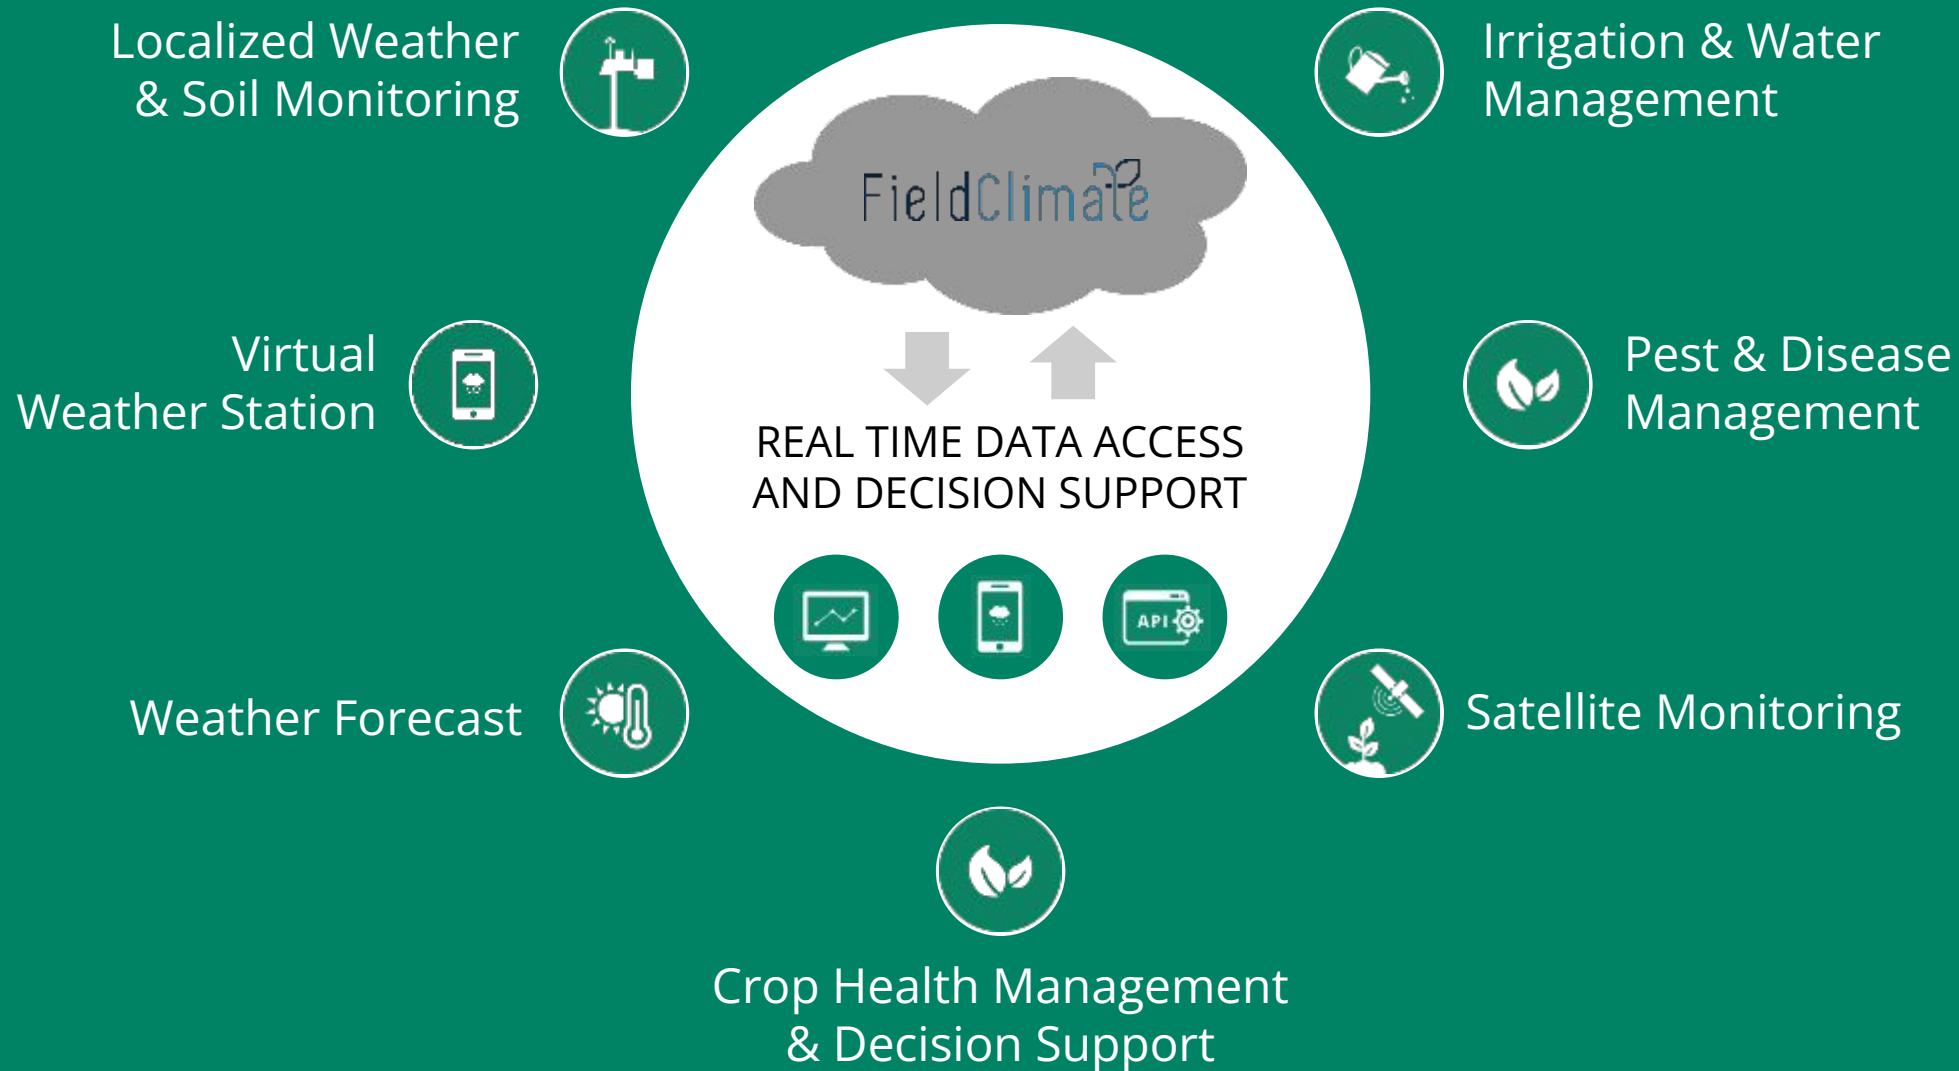 Localized Weather
& Soil Monitoring
Irrigation & Water
Management
FieldClimate
Virtual
Weather Station
Pest & Disease
Management
REAL TIME DATA ACCESS
AND DECISION SUPPORT
API
Weather Forecast
Satellite Monitoring
Crop Health Management
& Decision Support